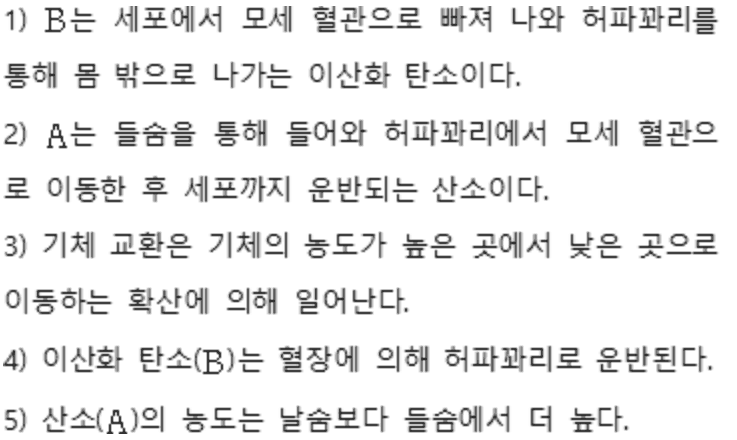 1) B는 세포에서 모세 혈관으로 빠져 나와 허파꽈리를
통해 몸 밖으로 나가는 이산화 탄소이다.
2) A는 들숨을 통해 들어와 허파꽈리에서 모세 혈관으
로 이동한 후 세포까지 운반되는 산소이다.
3) 기체 교환은 기체의 농도가 높은 곳에서 낮은 곳으로
이동하는 확산에 의해 일어난다.
4) 이산화 탄소(B)는 혈장에 의해 허파꽈리로 운반된다.
5) 산소(A)의 농도는 날숨보다 들숨에서 더 높다.